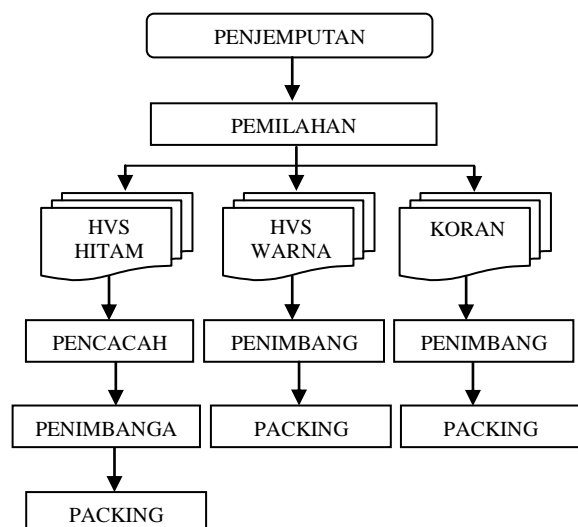 PENJEMPUTAN
PEMILAHAN
HVS
HITAM
HVS
WARNA
KORAN
PENCACAH
PENIMBANG
PENIMBANG
PENIMBANGA
PACKING
PACKING
PACKING